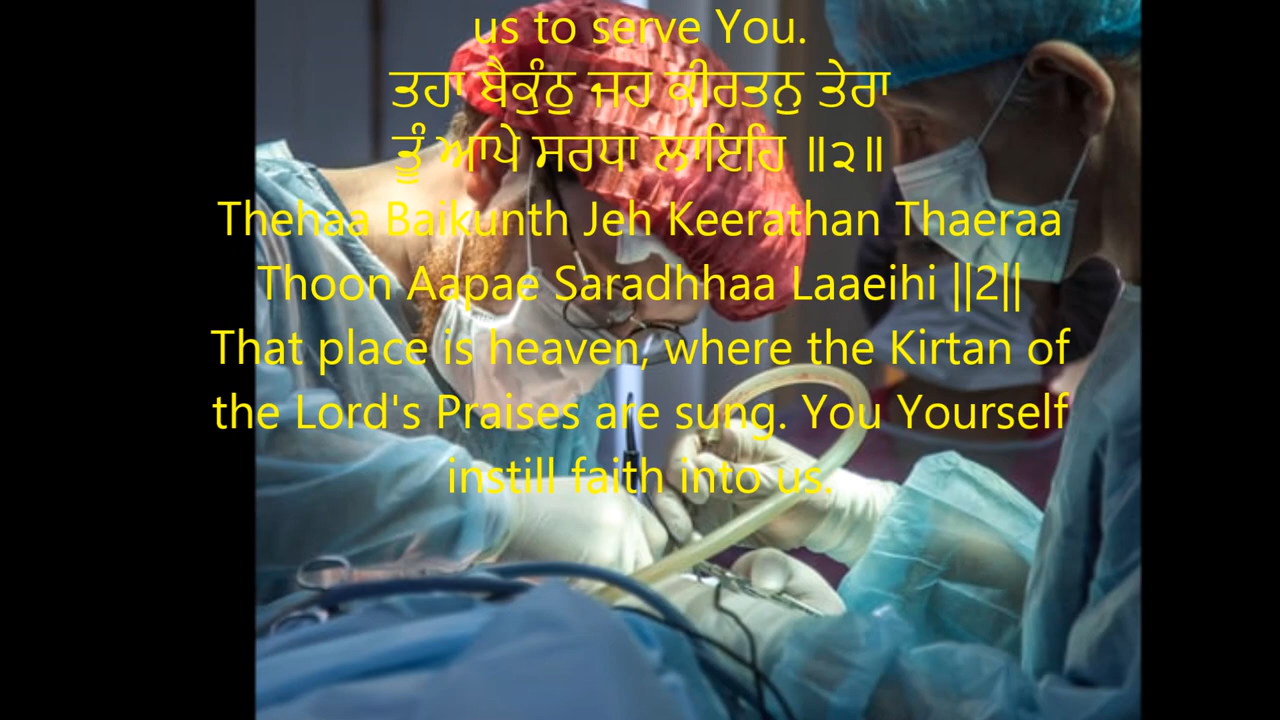 us to serve You.
ਤਹਾ ਬੈਕੁੰਠੁ ਜਹ ਕੀਰਤਨੁ ਤੇਰਾ
ਤੂੰ ਆਪੇ ਸਰਧਾ ਲਾਇਹਿ ॥੨॥
Thehaa Baikunth Jeh Keerathan Thaeraa
Thoon Aapae Saradhhaa Laaeihi ||2||
That place is heaven, where the Kirtan of
the Lord's Praises are sung. You Yourself
instill faith into us.